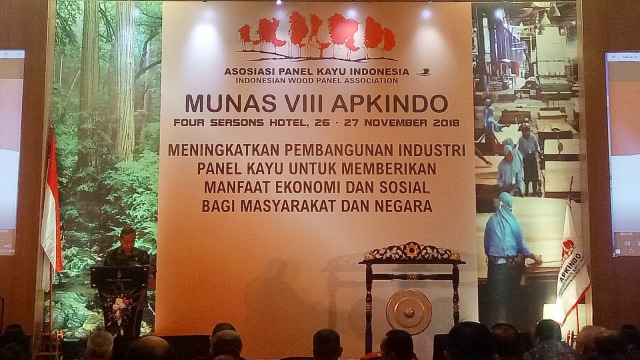 ASOSIASI PANEL KAYU INDONESIA
INDONESIAN WOOD PANEL ASSOCIATION
MUNAS VIII APKINDO
FOUR SEASONS HOTEL, 26 - 27 NOVEMBER 2018
MENINGKATKAN PEMBANGUNAN INDUSTRI
PANEL KAYU UNTUK MEMBERIKAN
MANFAAT EKONOMI DAN SOSIAL
BAGI MASYARAKAT DAN NEGARA
APKINDO